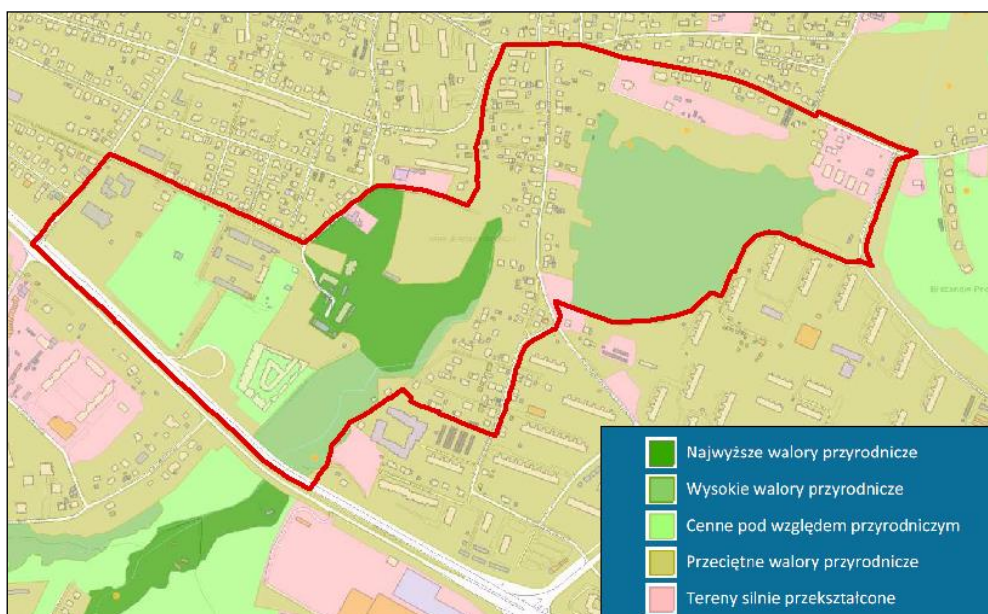 Najwyższe walory przyrodnicze
Wysokie walory przyrodnicze
Cenne pod względem przyrodniczym
Przeciętne walory przyrodnicze
Tereny silnie przekształcone